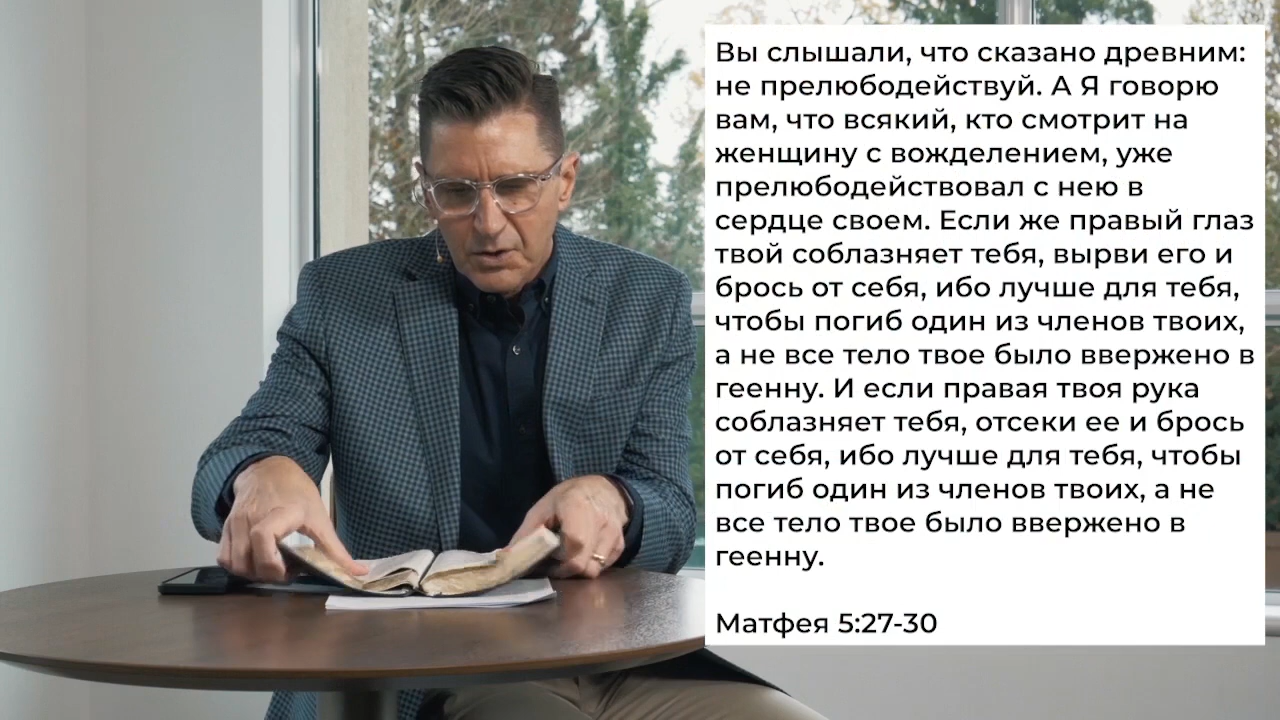 Вы слышали, что сказано древним:
не прелюбодействуй. А Я говорю
вам, что всякий, кто смотрит на
женщину с вожделением, уже
прелюбодействовал с нею в
сердце своем. Если же правый глаз
твой соблазняет тебя, вырви его и
брось от себя, ибо лучше для тебя,
чтобы погиб один из членов твоих,
а не все тело твое было ввержено в
геенну. И если правая твоя рука
соблазняет тебя, отсеки ее и брось
от себя, ибо лучше для тебя, чтобы
погиб один из членов твоих, а не
все тело твое было ввержено в
геенну.
Матфея 5:27-30